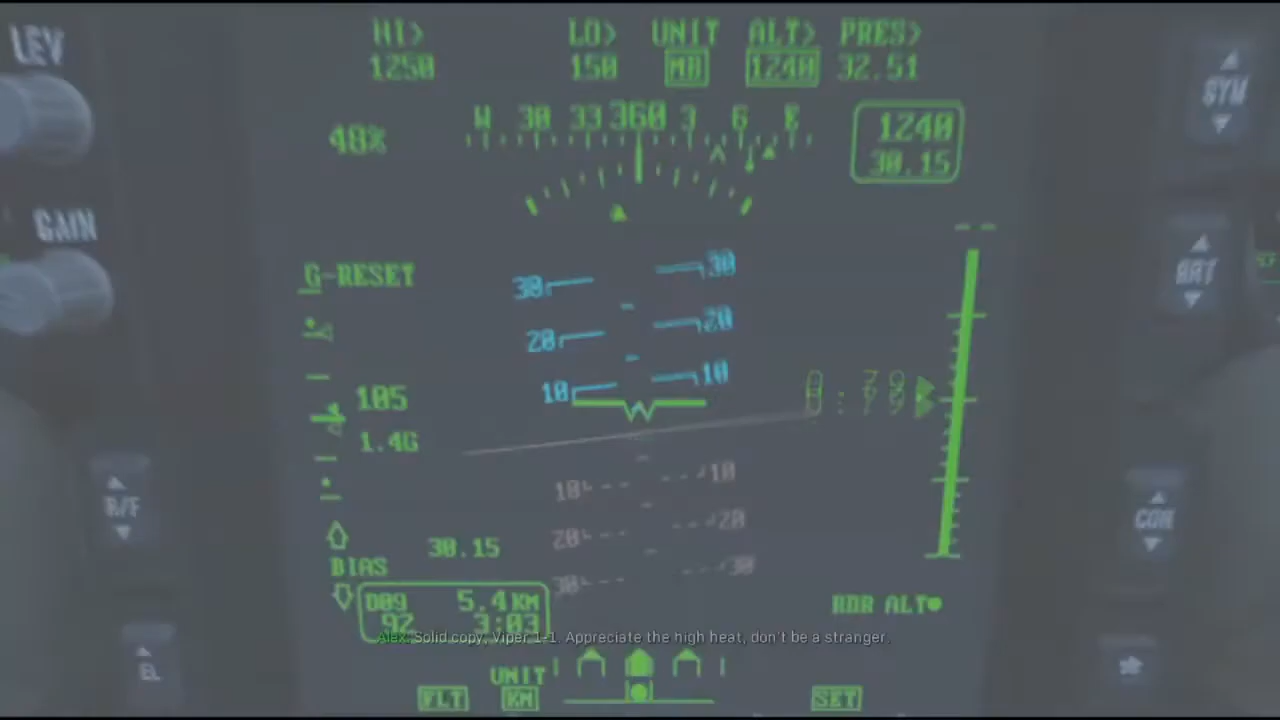 HI> LO> UNIT ALT> PRES>
1250 150 MB 1240 32.51
LEV
SYM
W 30 33 360 3 6 E
48%
1240
30.15
GAIN
BRT
G-RESET
30 30
20 20
10 10
105
1.4G
10 10
20 20
30 30
R/F
CON
30.15
BIAS
D09 5.4KM
92 3:03
RDR ALT
Alex: Solid copy, Viper 1-1. Appreciate the high heat, don't be a stranger.
EL
UNIT
FLT KM SET